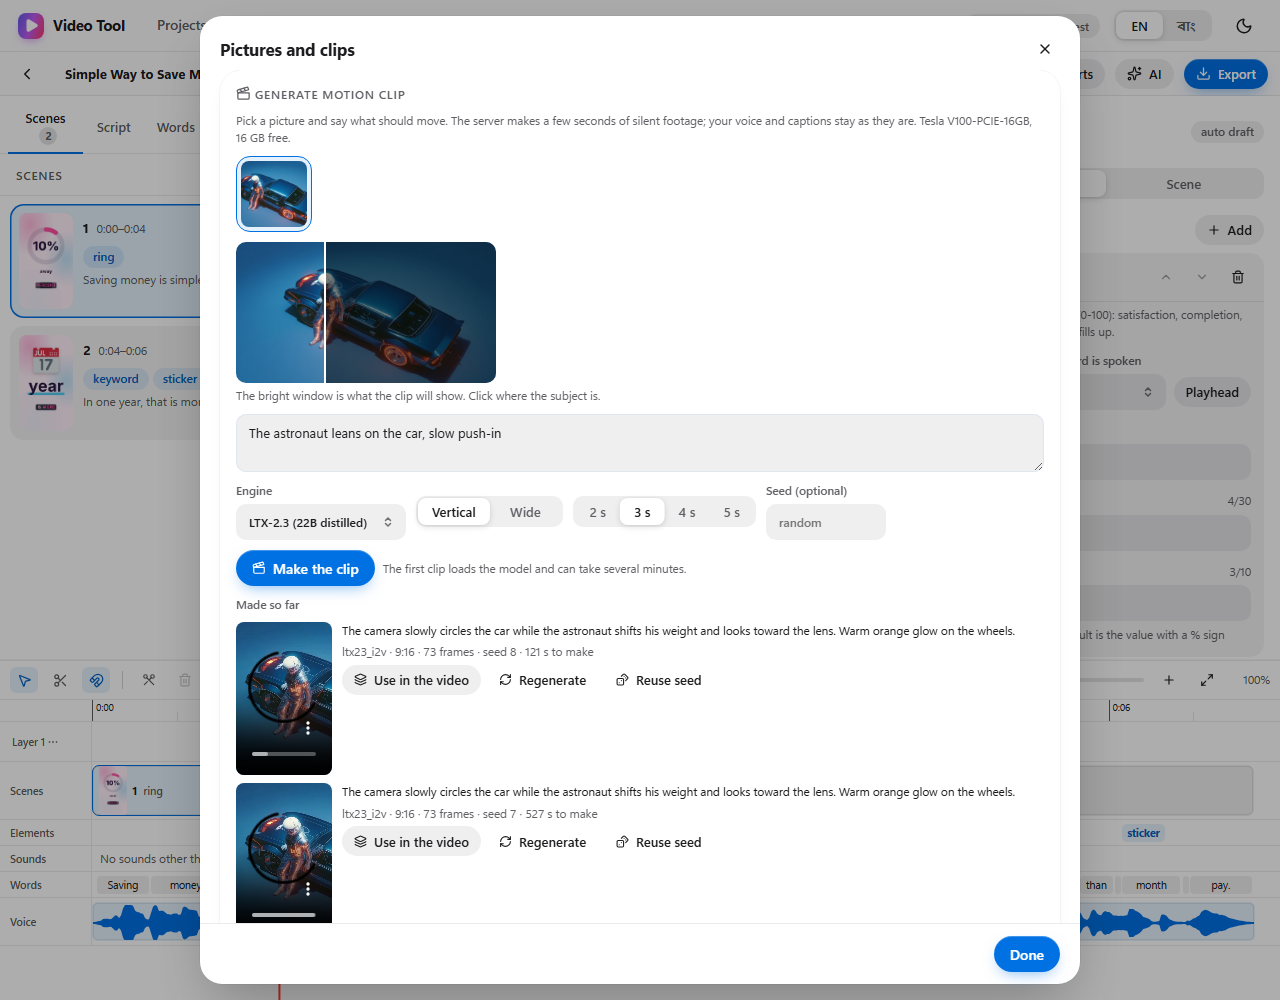 Video Tool
Projects
EN
বাং
Simple Way to Save M
AI
Export
Pictures and clips
GENERATE MOTION CLIP
Pick a picture and say what should move. The server makes a few seconds of silent footage; your voice and captions stay as they are. Tesla V100-PCIE-16GB,
16 GB free.
The bright window is what the clip will show. Click where the subject is.
The astronaut leans on the car, slow push-in
Engine
Seed (optional)
LTX-2.3 (22B distilled)
Vertical
Wide
2 s
3 s
4 s
5 s
random
Make the clip
The first clip loads the model and can take several minutes.
Made so far
The camera slowly circles the car while the astronaut shifts his weight and looks toward the lens. Warm orange glow on the wheels.
ltx23_i2v · 9:16 · 73 frames · seed 8 · 121 s to make
Use in the video
Regenerate
Reuse seed
The camera slowly circles the car while the astronaut shifts his weight and looks toward the lens. Warm orange glow on the wheels.
ltx23_i2v · 9:16 · 73 frames · seed 7 · 527 s to make
Use in the video
Regenerate
Reuse seed
Done
Scenes
2
Script
Words
SCENES
10%
1 0:00–0:04
ring
Saving money is simple
JUL
17
year
2 0:04–0:06
keyword
sticker
In one year, that is mo
auto draft
Scene
Add
0-100): satisfaction, completion,
fills up.
d is spoken
Playhead
4/30
3/10
ult is the value with a % sign
100%
0:00
0:06
Layer 1
Scenes
10%
1 ring
Elements
sticker
Sounds
No sounds other th
Words
Saving
money
than
month
pay.
Voice